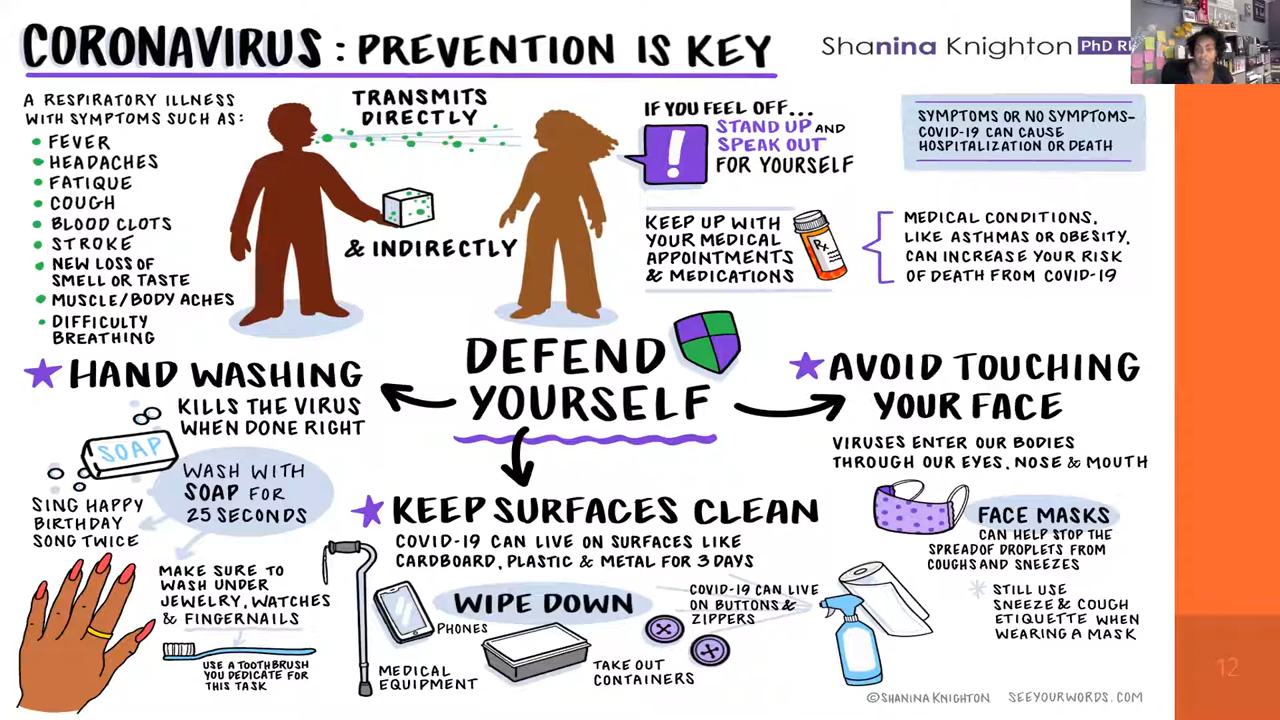 CORONAVIRUS: PREVENTION IS KEY
Shanina Knighton PhD
A RESPIRATORY ILLNESS
WITH SYMPTOMS SUCH AS:
FEVER
HEADACHES
FATIQUE
COUGH
BLOOD CLOTS
STROKE
NEW LOSS OF
SMELL OR TASTE
MUSCLE/BODY ACHES
DIFFICULTY
BREATHING
TRANSMITS
DIRECTLY
& INDIRECTLY
IF YOU FEEL OFF...
!
STAND UP AND
SPEAK OUT
FOR YOURSELF
SYMPTOMS OR NO SYMPTOMS-
COVID-19 CAN CAUSE
HOSPITALIZATION OR DEATH
KEEP UP WITH
YOUR MEDICAL
APPOINTMENTS
& MEDICATIONS
Rx
MEDICAL CONDITIONS,
LIKE ASTHMAS OR OBESITY,
CAN INCREASE YOUR RISK
OF DEATH FROM COVID-19
DEFEND
YOURSELF
HAND WASHING
KILLS THE VIRUS
WHEN DONE RIGHT
SOAP
WASH WITH
SOAP FOR
25 SECONDS
SING HAPPY
BIRTHDAY
SONG TWICE
MAKE SURE TO
WASH UNDER
JEWELRY, WATCHES
& FINGERNAILS
USE A TOOTHBRUSH
YOU DEDICATE FOR
THIS TASK
KEEP SURFACES CLEAN
COVID-19 CAN LIVE ON SURFACES LIKE
CARDBOARD, PLASTIC & METAL FOR 3 DAYS
WIPE DOWN
PHONES
MEDICAL
EQUIPMENT
TAKE OUT
CONTAINERS
COVID-19 CAN LIVE
ON BUTTONS &
ZIPPERS
AVOID TOUCHING
YOUR FACE
VIRUSES ENTER OUR BODIES
THROUGH OUR EYES, NOSE & MOUTH
FACE MASKS
CAN HELP STOP THE
SPREAD OF DROPLETS FROM
COUGHS AND SNEEZES
STILL USE
SNEEZE & COUGH
ETIQUETTE WHEN
WEARING A MASK
© SHANINA KNIGHTON SEEYOURWORDS.COM
12